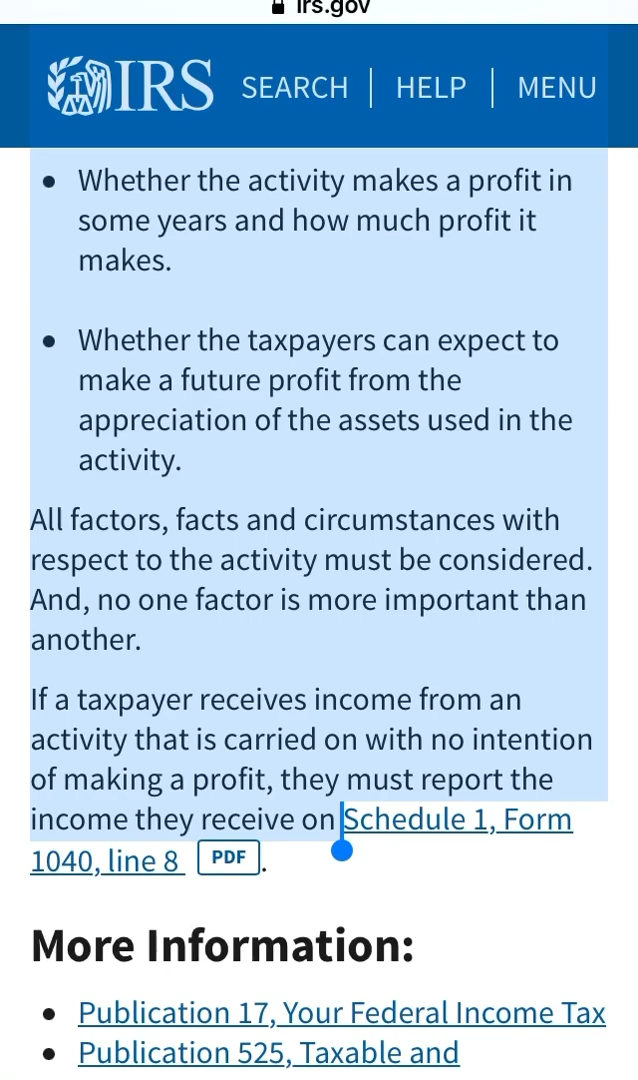 irs.gov
IRS SEARCH | HELP | MENU
• Whether the activity makes a profit in
some years and how much profit it
makes.
• Whether the taxpayers can expect to
make a future profit from the
appreciation of the assets used in the
activity.
All factors, facts and circumstances with
respect to the activity must be considered.
And, no one factor is more important than
another.
If a taxpayer receives income from an
activity that is carried on with no intention
of making a profit, they must report the
income they receive on Schedule 1, Form
1040, line 8 PDF.
More Information:
• Publication 17, Your Federal Income Tax
• Publication 525, Taxable and